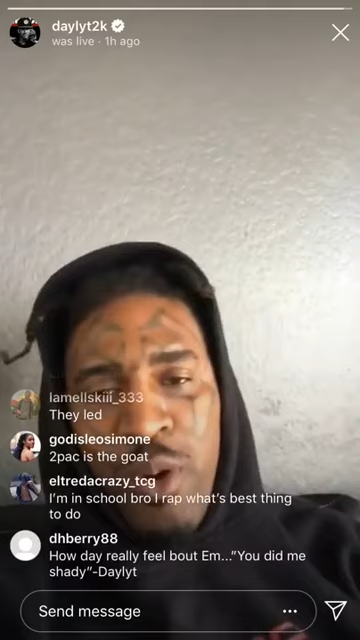 daylyt2k
was live · 1h ago
lamellskiii_333
They led
godisleosimone
2pac is the goat
eltredacrazy_tcg
I'm in school bro I rap what's best thing
to do
dhberry88
How day really feel bout Em..."You did me
shady"-Daylyt
Send message